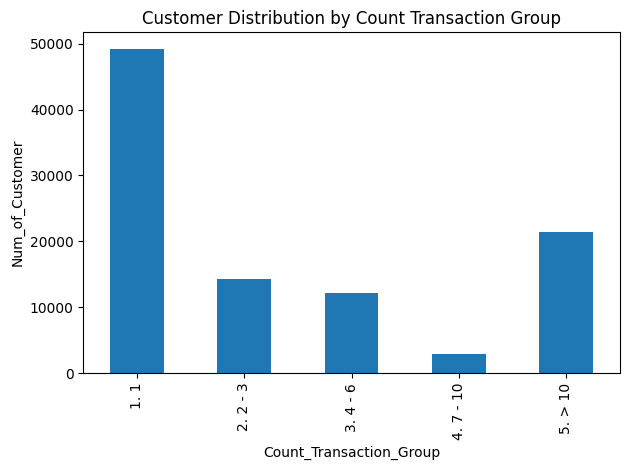 Customer Distribution by Count Transaction Group
50000
40000
30000
20000
10000
0
Num_of_Customer
1. 1
2. 2 - 3
3. 4 - 6
4. 7 - 10
5. > 10
Count_Transaction_Group